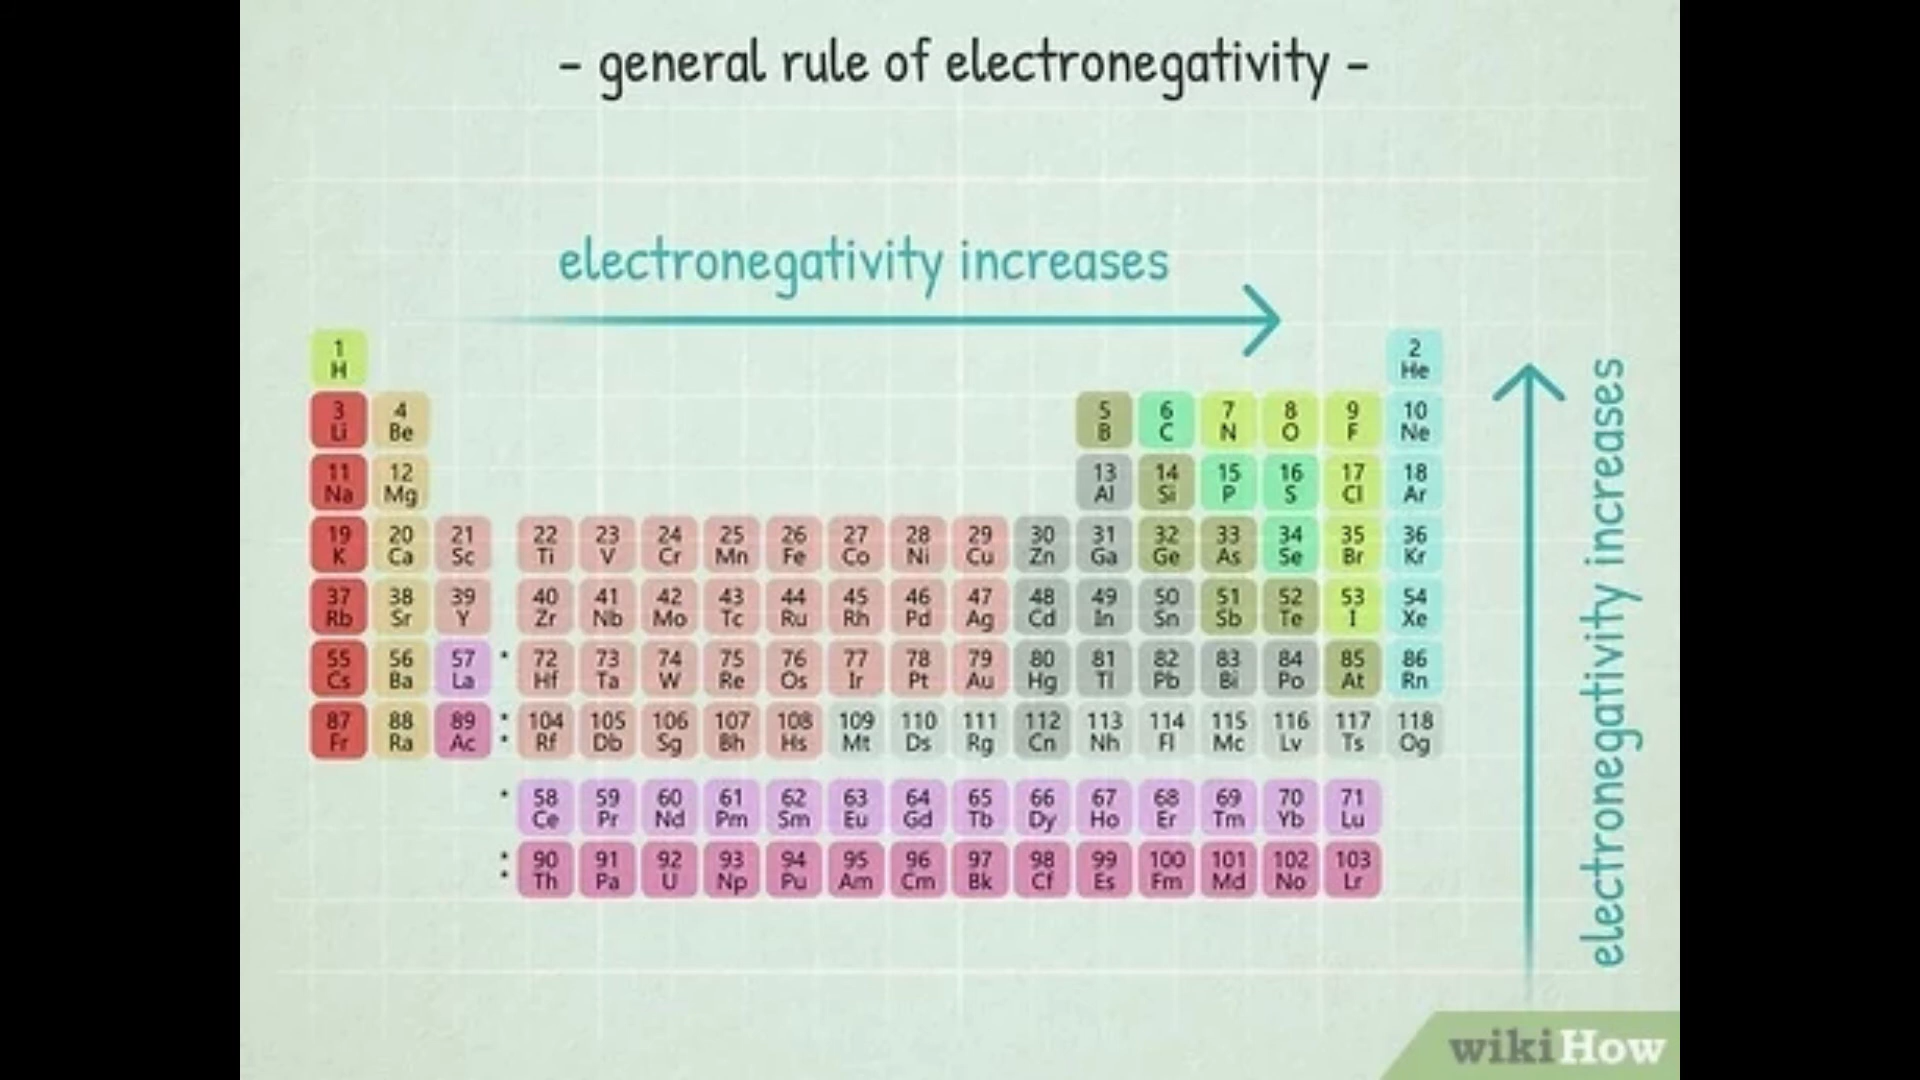 - general rule of electronegativity -
electronegativity increases
1 2
H He
3 4 5 6 7 8 9 10
Li Be B C N O F Ne
11 12 13 14 15 16 17 18
Na Mg Al Si P S Cl Ar
19 20 21 22 23 24 25 26 27 28 29 30 31 32 33 34 35 36
K Ca Sc Ti V Cr Mn Fe Co Ni Cu Zn Ga Ge As Se Br Kr
37 38 39 40 41 42 43 44 45 46 47 48 49 50 51 52 53 54
Rb Sr Y Zr Nb Mo Tc Ru Rh Pd Ag Cd In Sn Sb Te I Xe
55 56 57 * 72 73 74 75 76 77 78 79 80 81 82 83 84 85 86
Cs Ba La Hf Ta W Re Os Ir Pt Au Hg Tl Pb Bi Po At Rn
87 88 89 * 104 105 106 107 108 109 110 111 112 113 114 115 116 117 118
Fr Ra Ac * Rf Db Sg Bh Hs Mt Ds Rg Cn Nh Fl Mc Lv Ts Og
* 58 59 60 61 62 63 64 65 66 67 68 69 70 71
Ce Pr Nd Pm Sm Eu Gd Tb Dy Ho Er Tm Yb Lu
* 90 91 92 93 94 95 96 97 98 99 100 101 102 103
* Th Pa U Np Pu Am Cm Bk Cf Es Fm Md No Lr
electronegativity increases
wikiHow